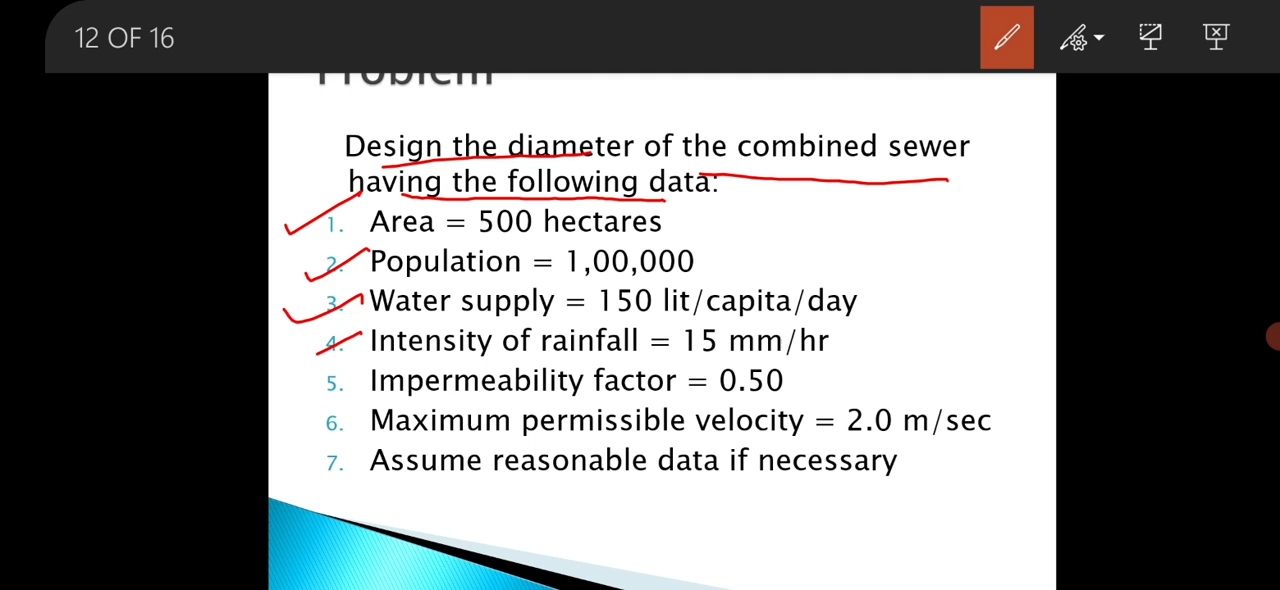 12 OF 16
Problem
Design the diameter of the combined sewer
having the following data:
1. Area = 500 hectares
2. Population = 1,00,000
3. Water supply = 150 lit/capita/day
4. Intensity of rainfall = 15 mm/hr
5. Impermeability factor = 0.50
6. Maximum permissible velocity = 2.0 m/sec
7. Assume reasonable data if necessary